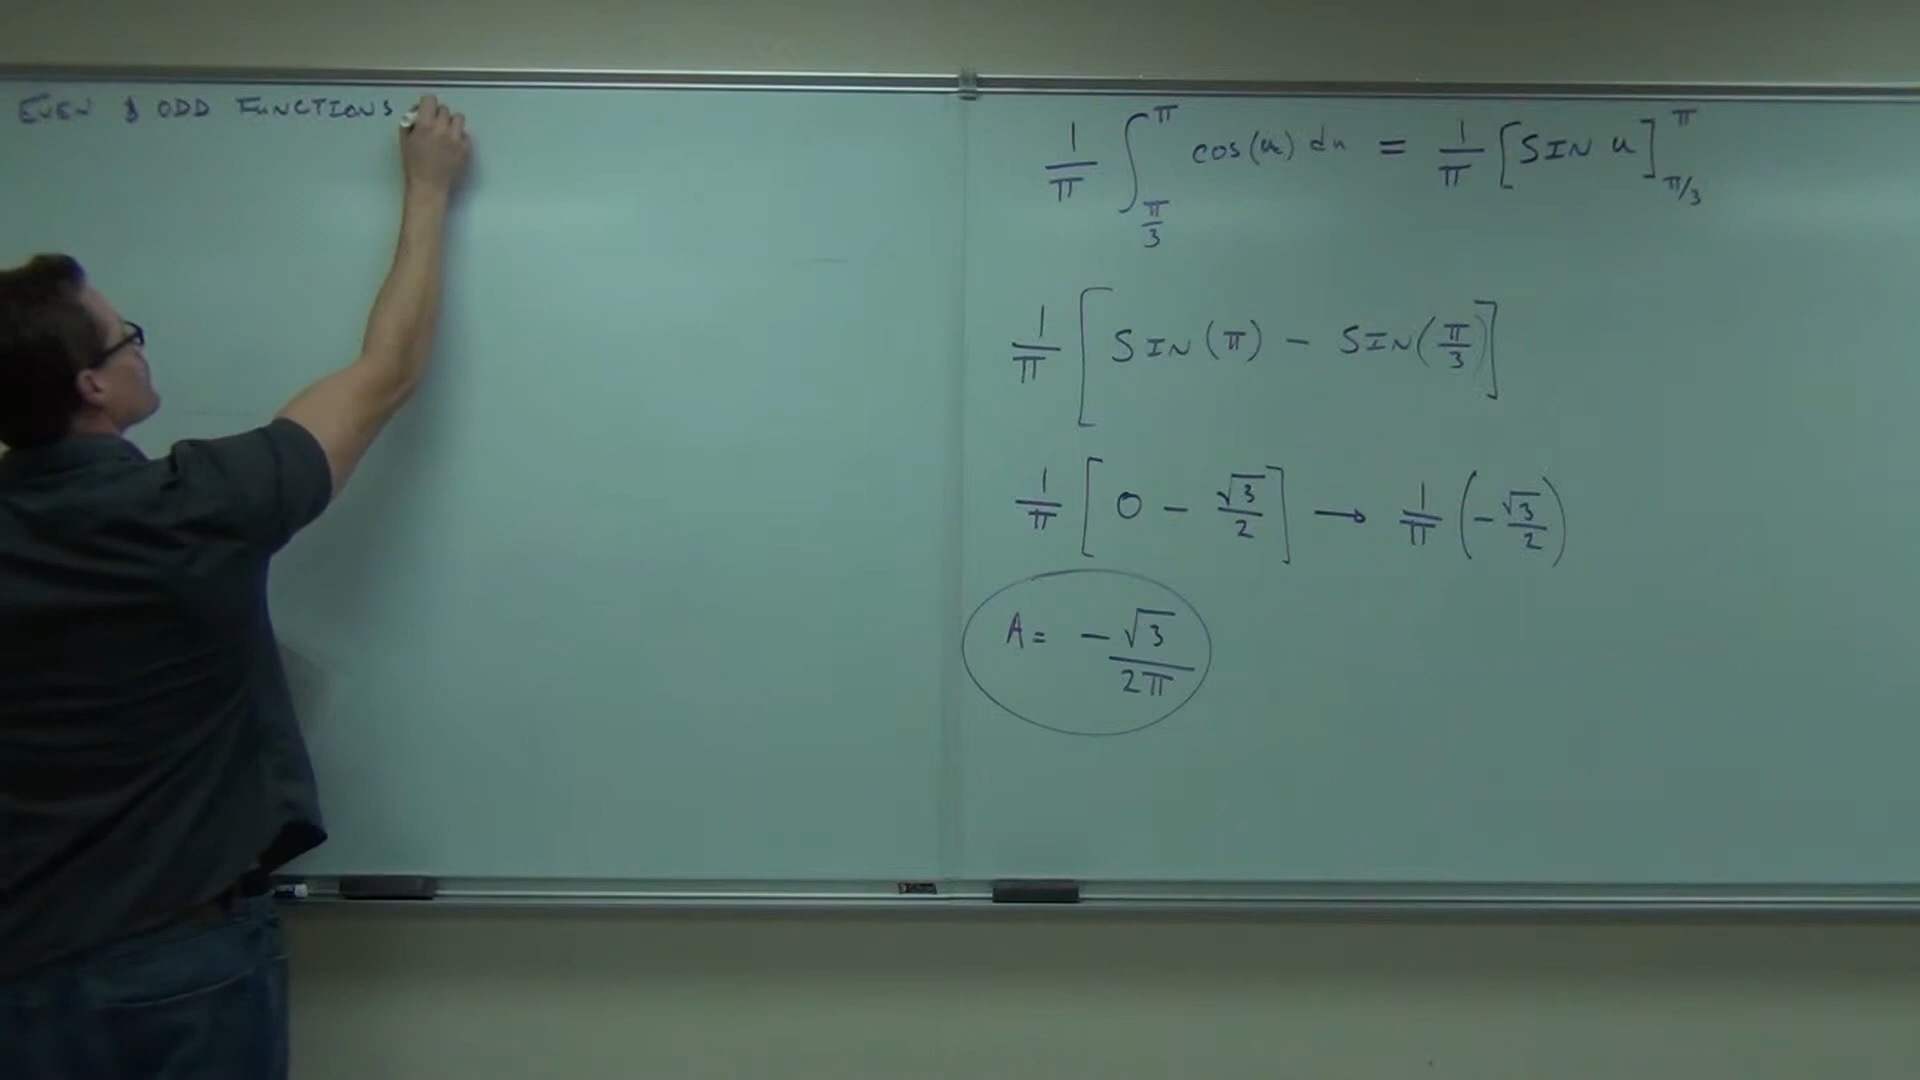 EVEN & ODD FUNCTIONS
1/π ∫_{π/3}^{π} cos(u) du = 1/π [SIN u]_{π/3}^{π}
1/π [SIN(π) − SIN(π/3)]
1/π [0 − √3/2] → 1/π (−√3/2)
A = −√3/2π